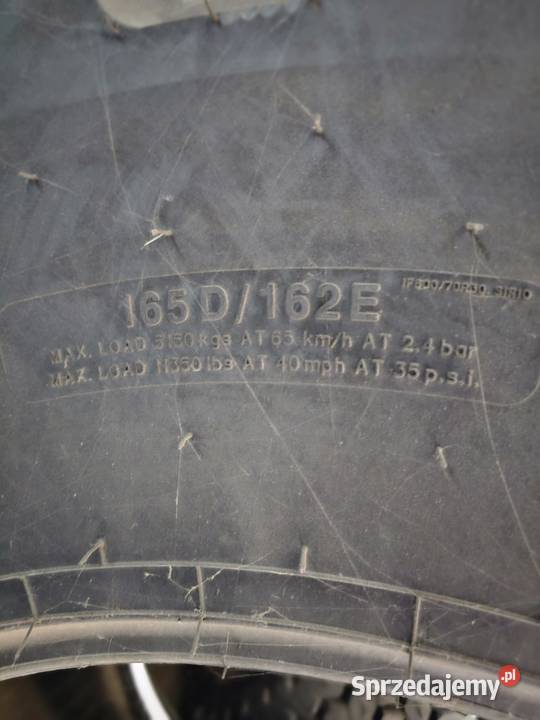 165D/162E
MAX. LOAD 5150 kgs AT 65 km/h AT 2.4 bar
MAX. LOAD 11350 lbs AT 40 mph AT 35 p.s.i.
Sprzedajemy.pl